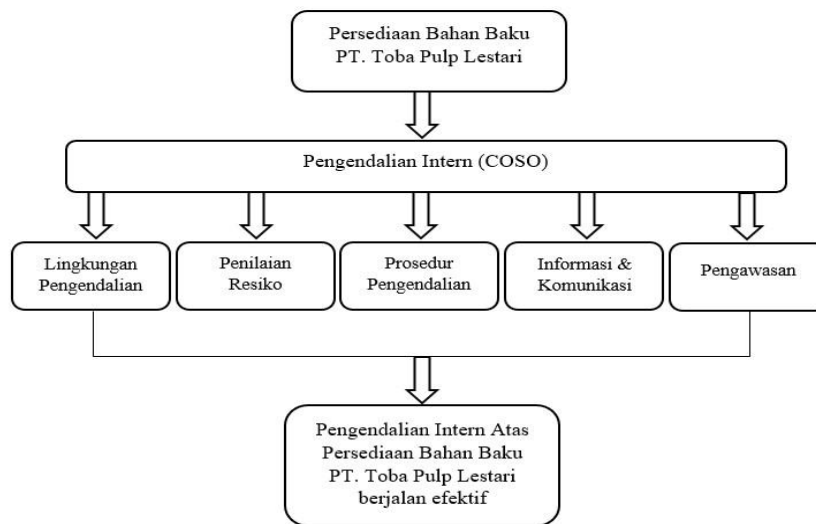 Persediaan Bahan Baku
PT. Toba Pulp Lestari
Pengendalian Intern (COSO)
Lingkungan
Pengendalian
Penilaian
Resiko
Prosedur
Pengendalian
Informasi &
Komunikasi
Pengawasan
Pengendalian Intern Atas
Persediaan Bahan Baku
PT. Toba Pulp Lestari
berjalan efektif